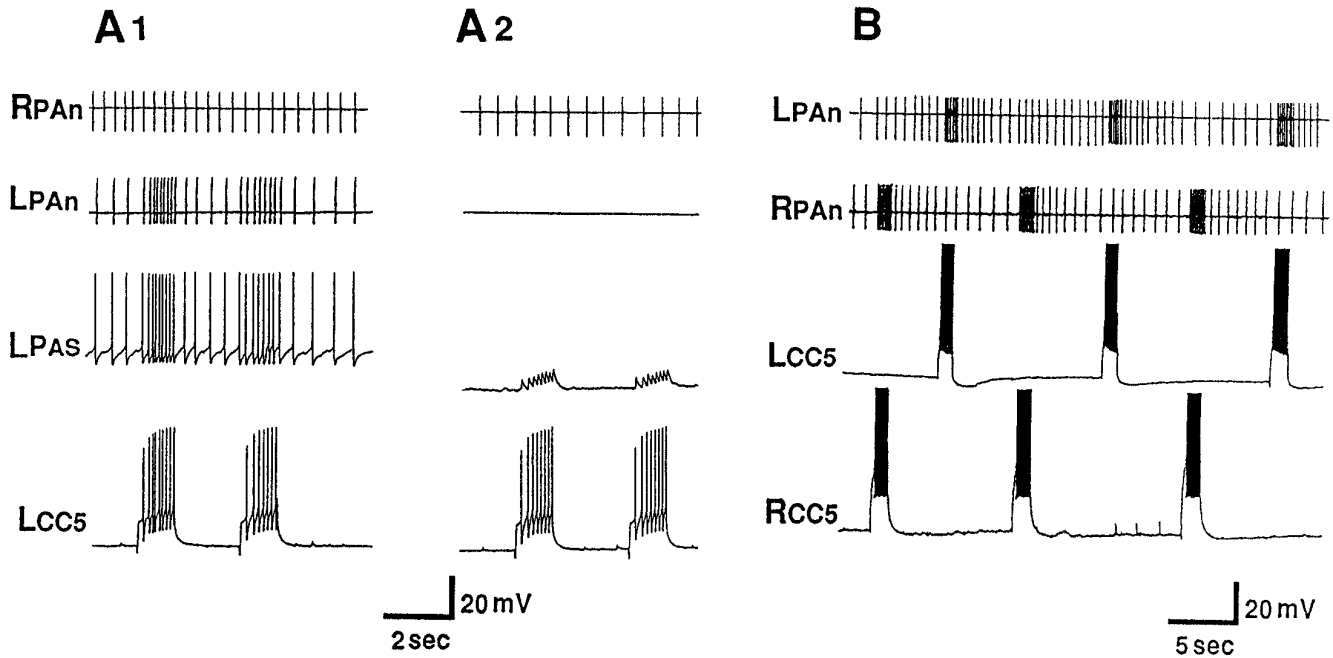 A1
A2
B
RPAn
LPAn
LPAS
LCC5
20 mV
2 sec
LPAn
RPAn
LCC5
RCC5
20 mV
5 sec